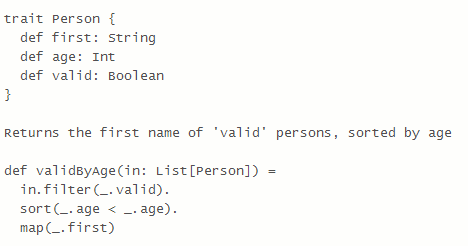 trait Person {
  def first: String
  def age: Int
  def valid: Boolean
}

Returns the first name of 'valid' persons, sorted by age

def validByAge(in: List[Person]) =
  in.filter(_.valid).
  sort(_.age < _.age).
  map(_.first)